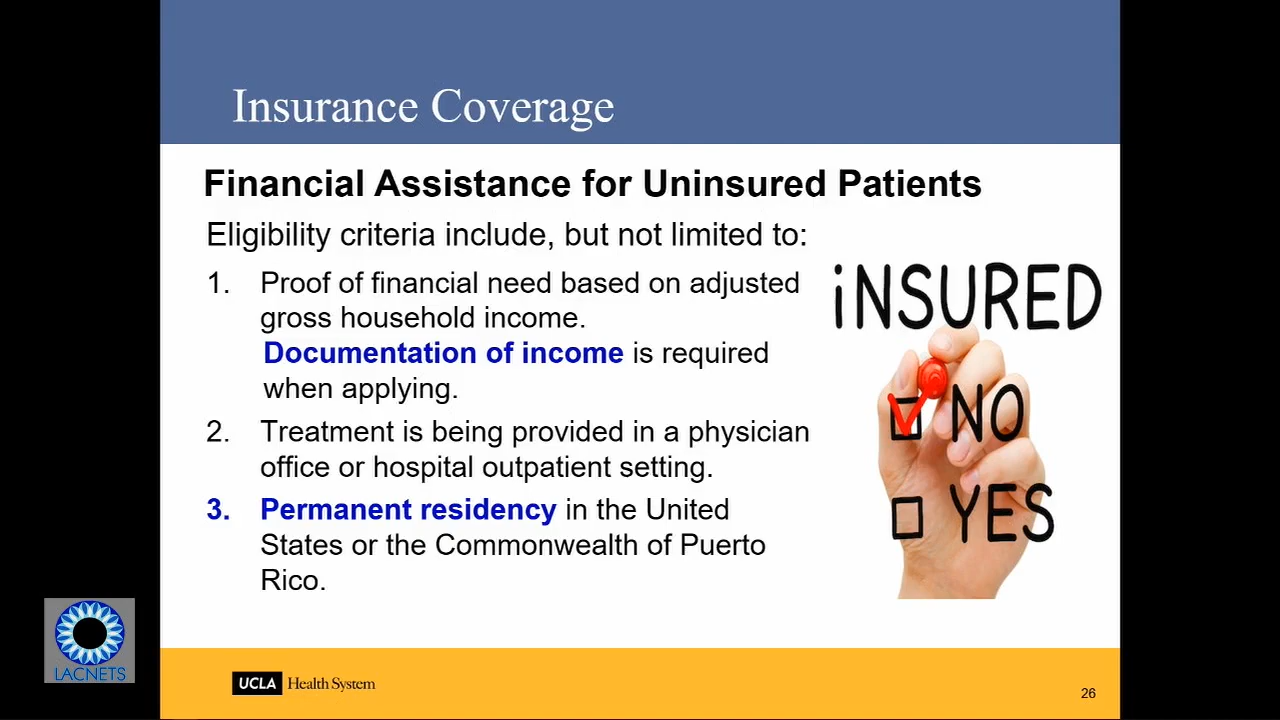 Insurance Coverage
Financial Assistance for Uninsured Patients
Eligibility criteria include, but not limited to:
1. Proof of financial need based on adjusted
gross household income.
Documentation of income is required
when applying.
2. Treatment is being provided in a physician
office or hospital outpatient setting.
3. Permanent residency in the United
States or the Commonwealth of Puerto
Rico.
iNSURED
NO
YES
LACNETS
UCLA Health System
26